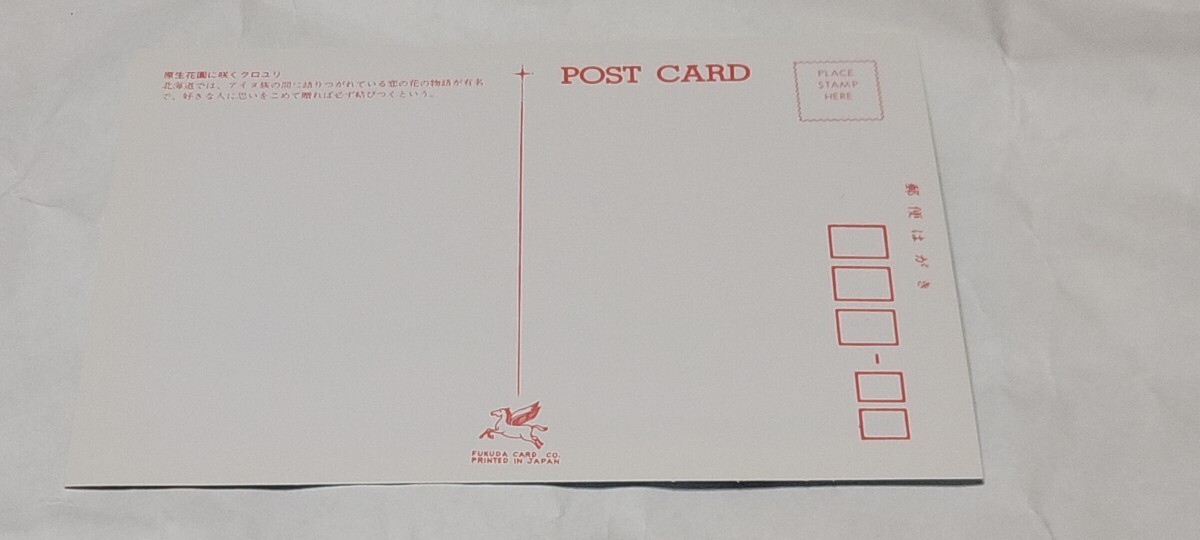 原生花園に咲くクロユリ
北海道では、アイヌ族の間に語りつがれている恋の花の物語が有名
で、好きな人に思いをこめて贈れば必ず結びつくという。
POST CARD
PLACE
STAMP
HERE
郵便はがき
FUKUDA CARD CO.
PRINTED IN JAPAN